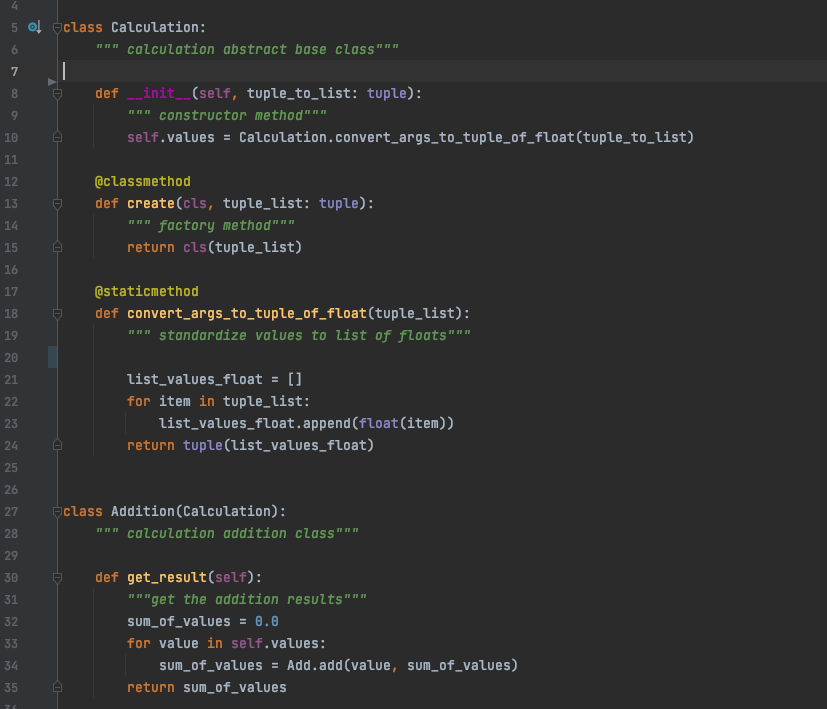 4
5 class Calculation:
6     """ calculation abstract base class"""
7
8     def __init__(self, tuple_to_list: tuple):
9         """ constructor method"""
10         self.values = Calculation.convert_args_to_tuple_of_float(tuple_to_list)
11
12     @classmethod
13     def create(cls, tuple_list: tuple):
14         """ factory method"""
15         return cls(tuple_list)
16
17     @staticmethod
18     def convert_args_to_tuple_of_float(tuple_list):
19         """ standardize values to list of floats"""
20
21         list_values_float = []
22         for item in tuple_list:
23             list_values_float.append(float(item))
24         return tuple(list_values_float)
25
26
27 class Addition(Calculation):
28     """ calculation addition class"""
29
30     def get_result(self):
31         """get the addition results"""
32         sum_of_values = 0.0
33         for value in self.values:
34             sum_of_values = Add.add(value, sum_of_values)
35         return sum_of_values